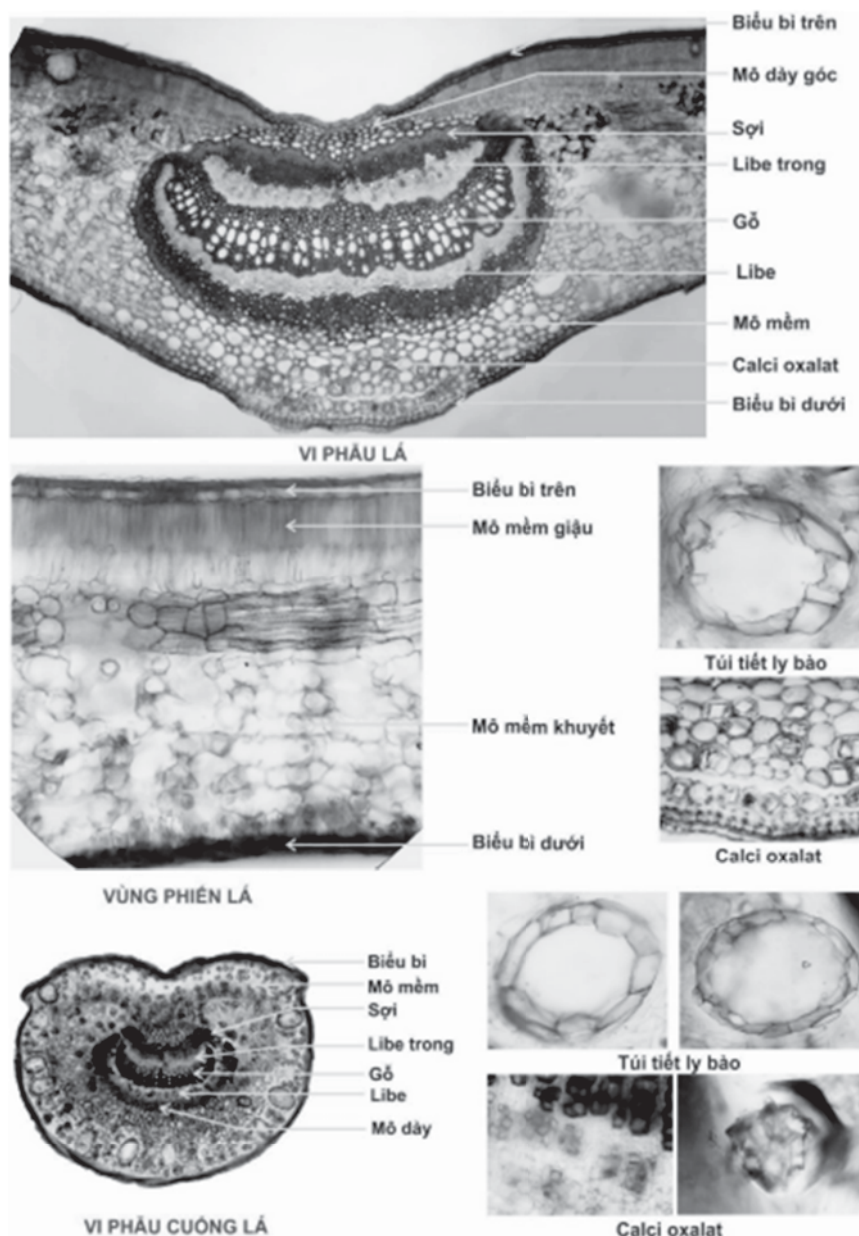 Biểu bì trên
Mô dày góc
Sợi
Libe trong
Gỗ
Libe
Mô mềm
Calci oxalat
Biểu bì dưới
VI PHẪU LÁ
Biểu bì trên
Mô mềm giậu
Mô mềm khuyết
Biểu bì dưới
VÙNG PHIẾN LÁ
Túi tiết ly bào
Calci oxalat
Biểu bì
Mô mềm
Sợi
Libe trong
Gỗ
Libe
Mô dày
VI PHẪU CUỐNG LÁ
Túi tiết ly bào
Calci oxalat